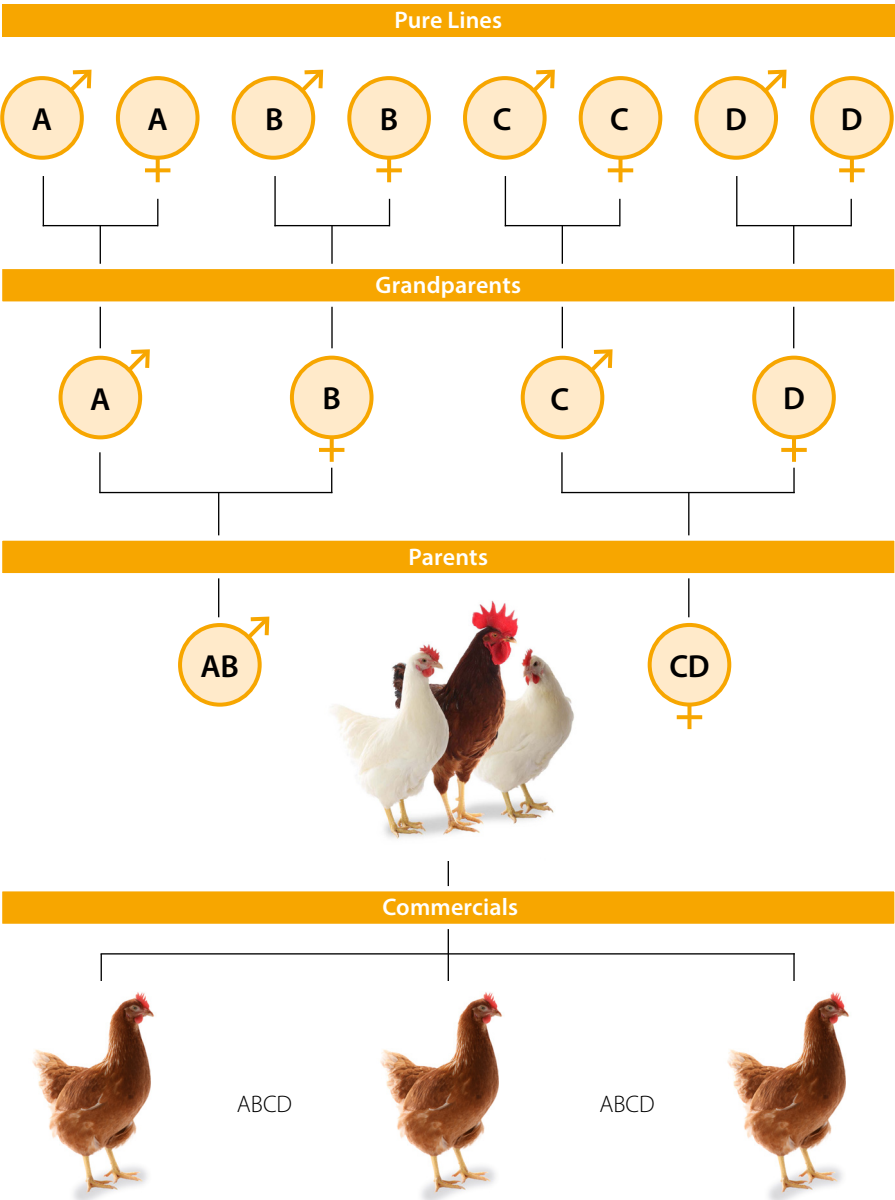 Pure Lines
A A B B C C D D
Grandparents
A B C D
Parents
AB CD
Commercials
ABCD ABCD